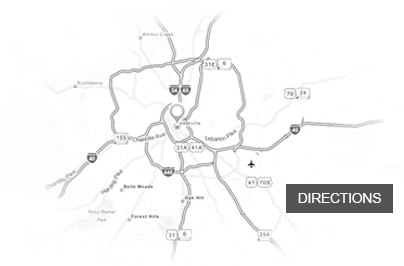 Whites Creek
Scottsboro
31E 6
70 24
24 65
Nashville
155
Charlotte Ave
Lebanon Pike
40
31A 41A
40
Charlotte Pike
Harding Pike
440
41 70S
Belle Meade
Oak Hill
DIRECTIONS
Percy Warner
Park
Forest Hills
31 6
254